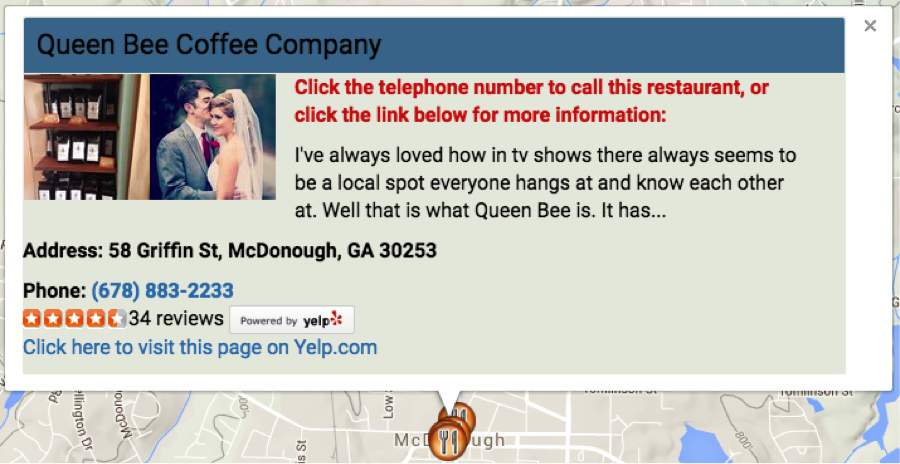 Queen Bee Coffee Company
Click the telephone number to call this restaurant, or
click the link below for more information:
I've always loved how in tv shows there always seems to
be a local spot everyone hangs at and know each other
at. Well that is what Queen Bee is. It has...
Address: 58 Griffin St, McDonough, GA 30253
Phone: (678) 883-2233
34 reviews Powered by yelp
Click here to visit this page on Yelp.com
Tomlinson St
Tomlinson St
McDonough